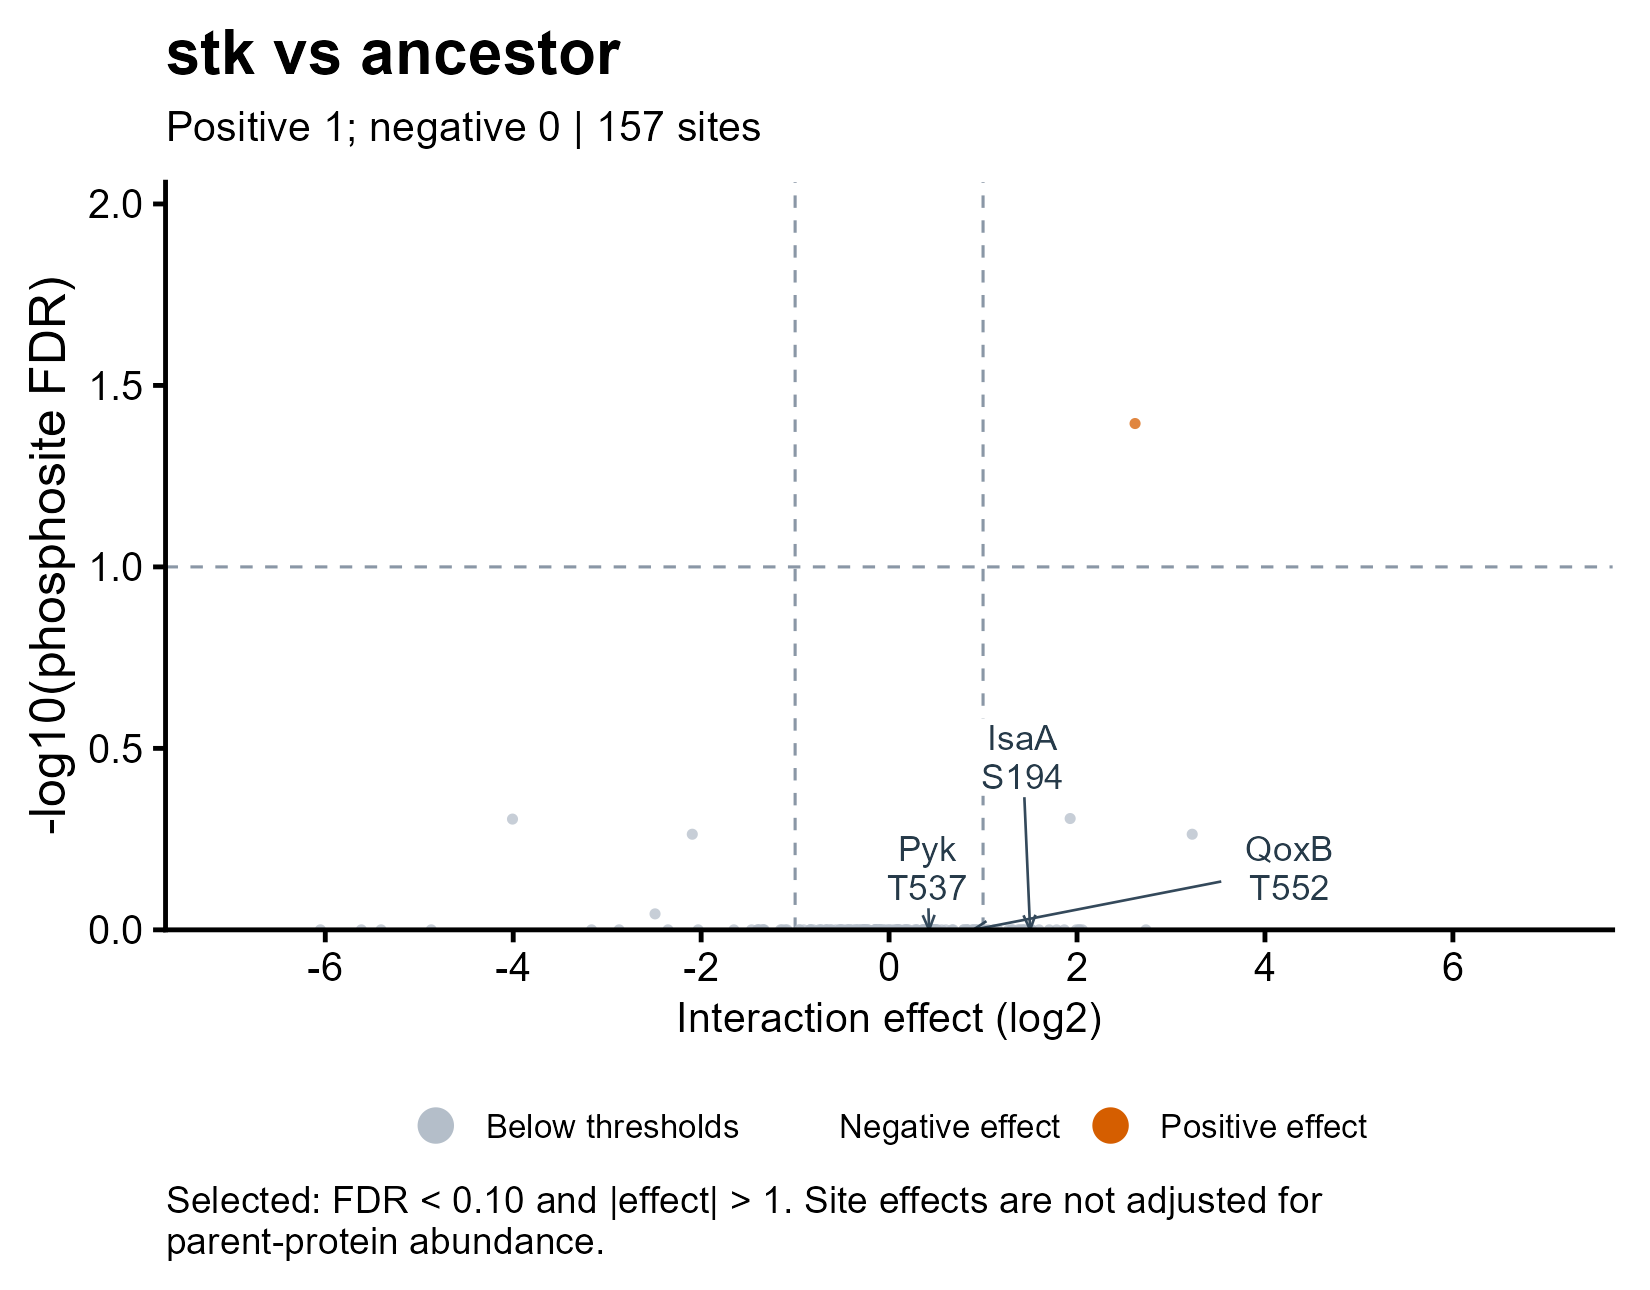 stk vs ancestor
Positive 1; negative 0 | 157 sites
-log10(phosphosite FDR)
2.0
1.5
1.0
0.5
0.0
IsaA
S194
Pyk
T537
QoxB
T552
-6 -4 -2 0 2 4 6
Interaction effect (log2)
Below thresholds Negative effect Positive effect
Selected: FDR < 0.10 and |effect| > 1. Site effects are not adjusted for
parent-protein abundance.